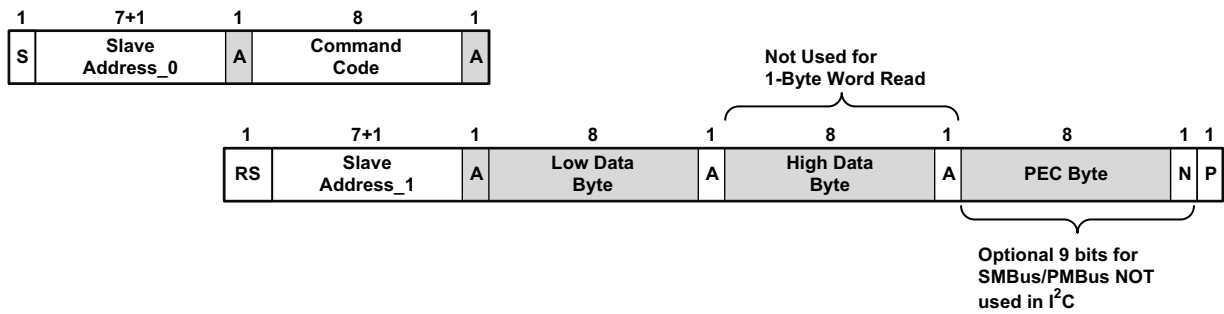 1 7+1 1 8 1
S Slave Address_0 A Command Code A
Not Used for
1-Byte Word Read
1 7+1 1 8 1 8 1 8 1 1
RS Slave Address_1 A Low Data Byte A High Data Byte A PEC Byte N P
Optional 9 bits for
SMBus/PMBus NOT
used in I²C